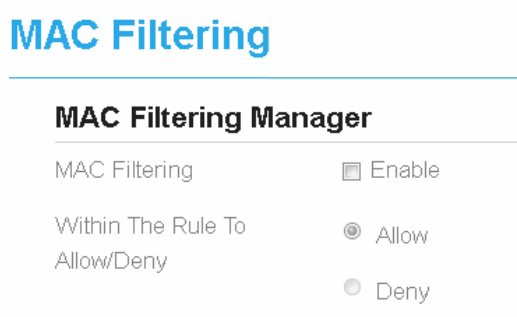 MAC Filtering
MAC Filtering Manager
MAC Filtering Enable
Within The Rule To
Allow/Deny
Allow
Deny